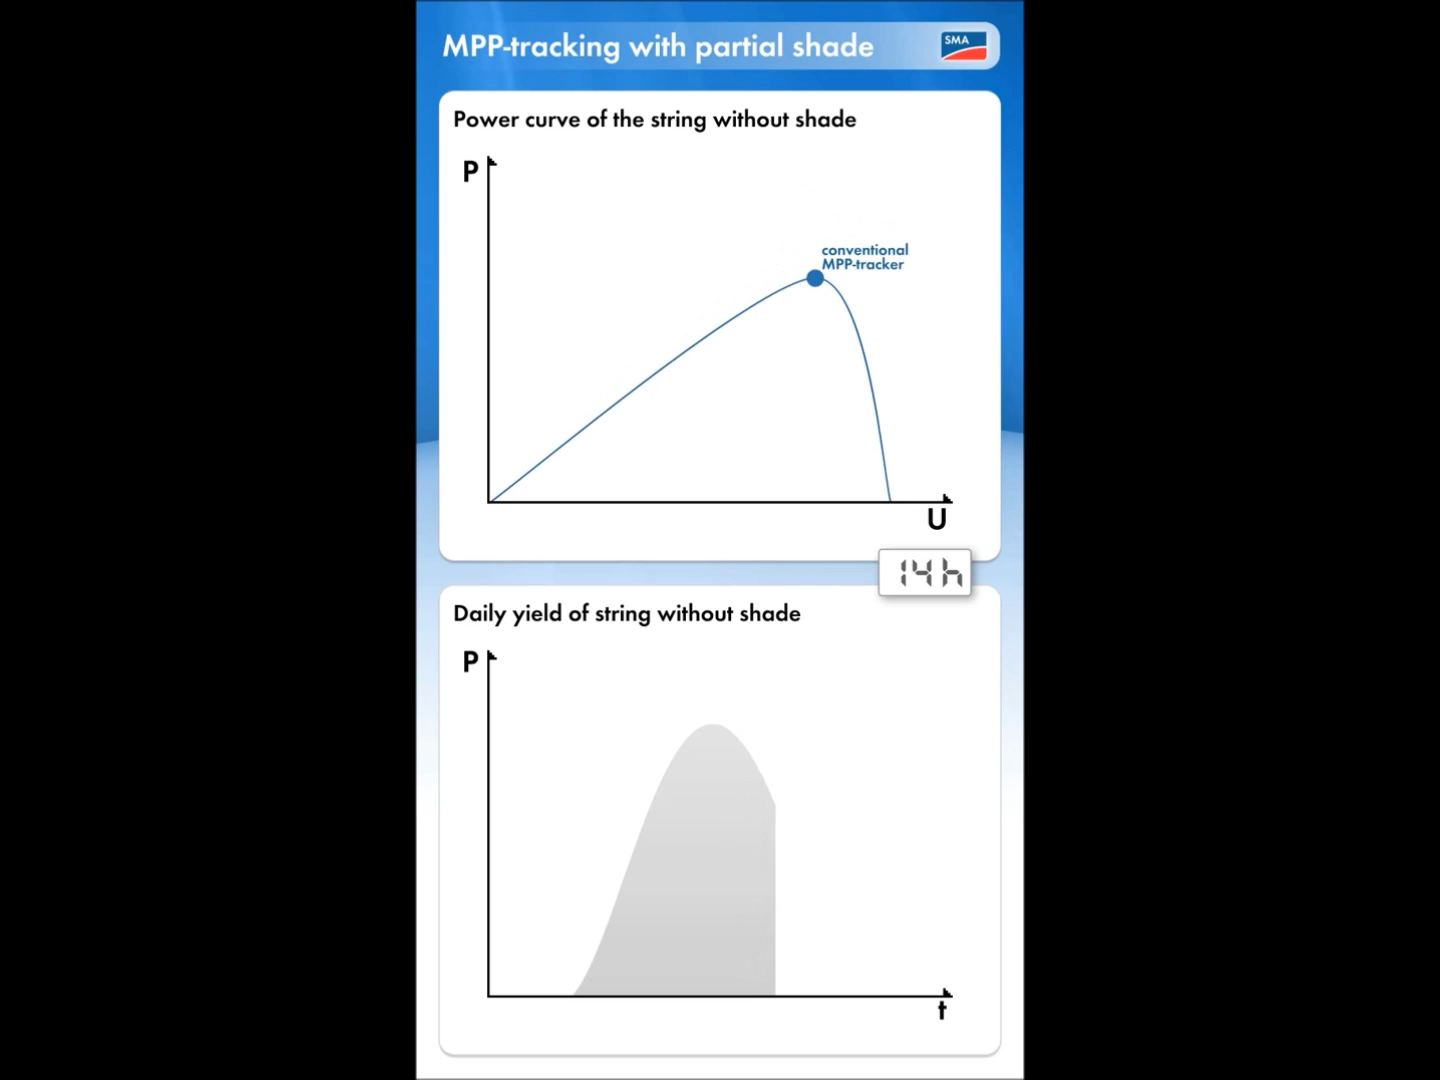 MPP-tracking with partial shade
SMA
Power curve of the string without shade
P
conventional
MPP-tracker
U
14 h
Daily yield of string without shade
P
t